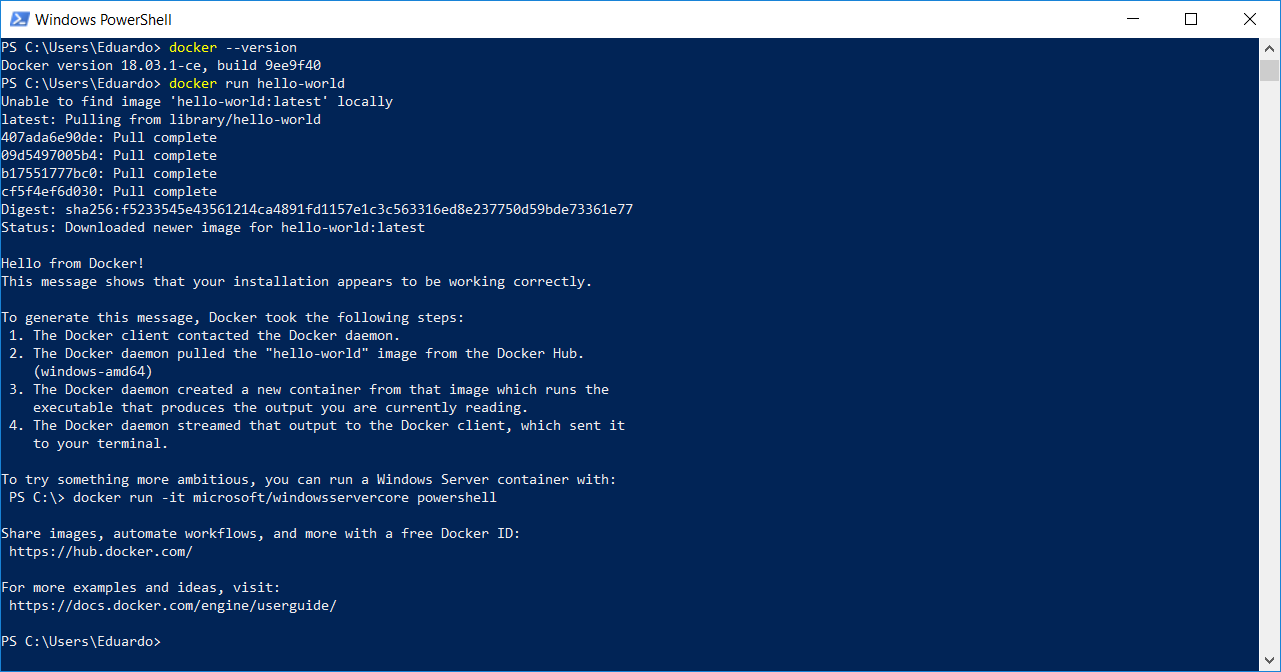 Windows PowerShell
PS C:\Users\Eduardo> docker --version
Docker version 18.03.1-ce, build 9ee9f40
PS C:\Users\Eduardo> docker run hello-world
Unable to find image 'hello-world:latest' locally
latest: Pulling from library/hello-world
407ada6e90de: Pull complete
09d5497005b4: Pull complete
b17551777bc0: Pull complete
cf5f4ef6d030: Pull complete
Digest: sha256:f5233545e43561214ca4891fd1157e1c3c563316ed8e237750d59bde73361e77
Status: Downloaded newer image for hello-world:latest

Hello from Docker!
This message shows that your installation appears to be working correctly.

To generate this message, Docker took the following steps:
 1. The Docker client contacted the Docker daemon.
 2. The Docker daemon pulled the "hello-world" image from the Docker Hub.
    (windows-amd64)
 3. The Docker daemon created a new container from that image which runs the
    executable that produces the output you are currently reading.
 4. The Docker daemon streamed that output to the Docker client, which sent it
    to your terminal.

To try something more ambitious, you can run a Windows Server container with:
 PS C:\> docker run -it microsoft/windowsservercore powershell

Share images, automate workflows, and more with a free Docker ID:
 https://hub.docker.com/

For more examples and ideas, visit:
 https://docs.docker.com/engine/userguide/

PS C:\Users\Eduardo>